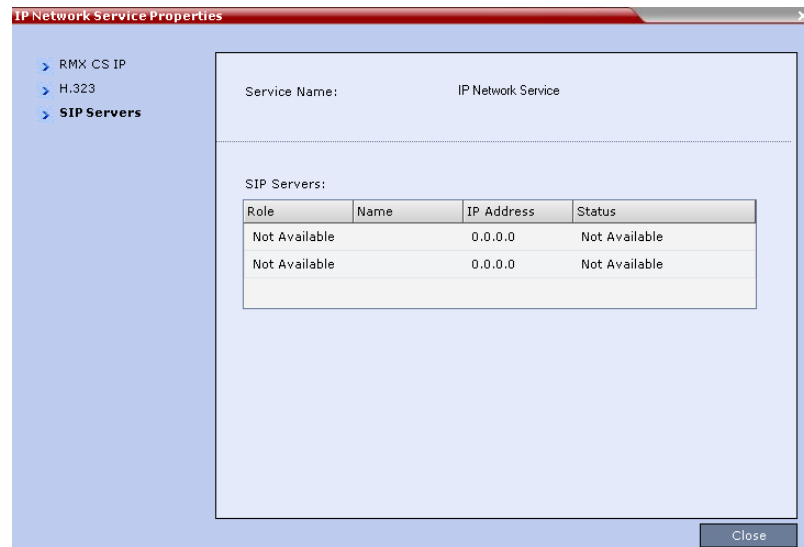 IP Network Service Properties
RMX CS IP
H.323
SIP Servers
Service Name: IP Network Service
SIP Servers:
Role Name IP Address Status
Not Available 0.0.0.0 Not Available
Not Available 0.0.0.0 Not Available
Close